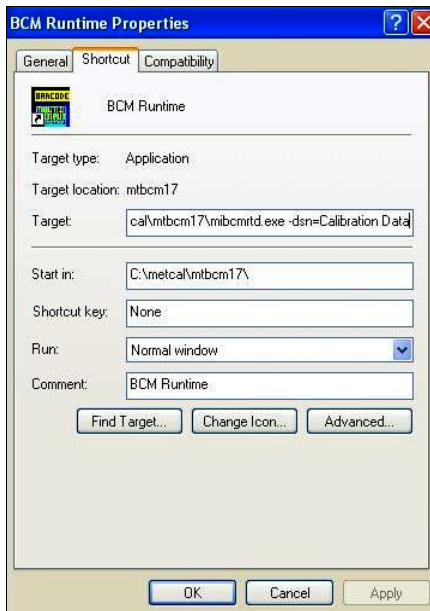 BCM Runtime Properties
General Shortcut Compatibility
BARCODE
BCM Runtime
Target type: Application
Target location: mtbcm17
Target: cal\mtbcm17\mibcmrtd.exe -dsn=Calibration Data
Start in: C:\metcal\mtbcm17\
Shortcut key: None
Run: Normal window
Comment: BCM Runtime
Find Target... Change Icon... Advanced...
OK Cancel Apply